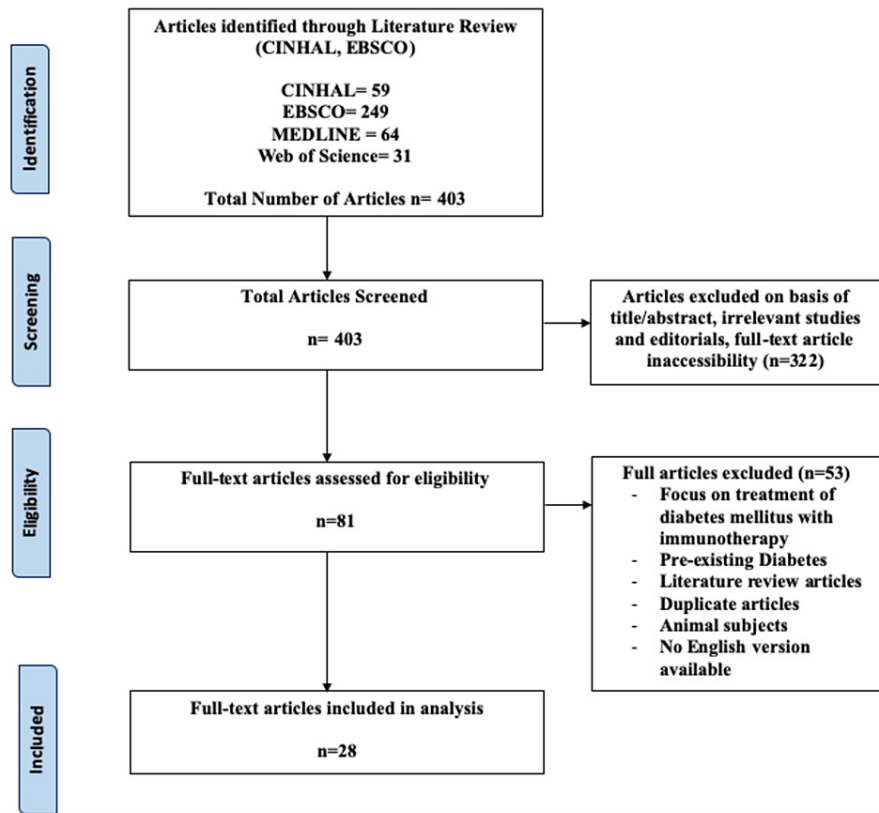 Identification
Articles identified through Literature Review
(CINHAL, EBSCO)
CINHAL= 59
EBSCO= 249
MEDLINE = 64
Web of Science= 31
Total Number of Articles n= 403
Screening
Total Articles Screened
n= 403
Articles excluded on basis of
title/abstract, irrelevant studies
and editorials, full-text article
inaccessibility (n=322)
Eligibility
Full-text articles assessed for eligibility
n=81
Full articles excluded (n=53)
- Focus on treatment of
diabetes mellitus with
immunotherapy
- Pre-existing Diabetes
- Literature review articles
- Duplicate articles
- Animal subjects
- No English version
available
Included
Full-text articles included in analysis
n=28